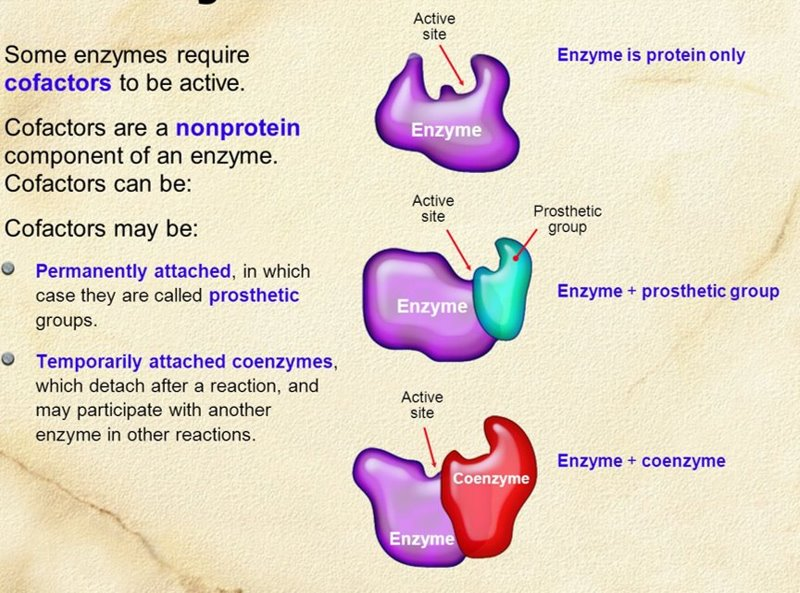 Some enzymes require
cofactors to be active.
Cofactors are a nonprotein
component of an enzyme.
Cofactors can be:
Cofactors may be:
Permanently attached, in which
case they are called prosthetic
groups.
Temporarily attached coenzymes,
which detach after a reaction, and
may participate with another
enzyme in other reactions.
Active
site
Enzyme
Enzyme is protein only
Active
site
Prosthetic
group
Enzyme
Enzyme + prosthetic group
Active
site
Coenzyme
Enzyme
Enzyme + coenzyme